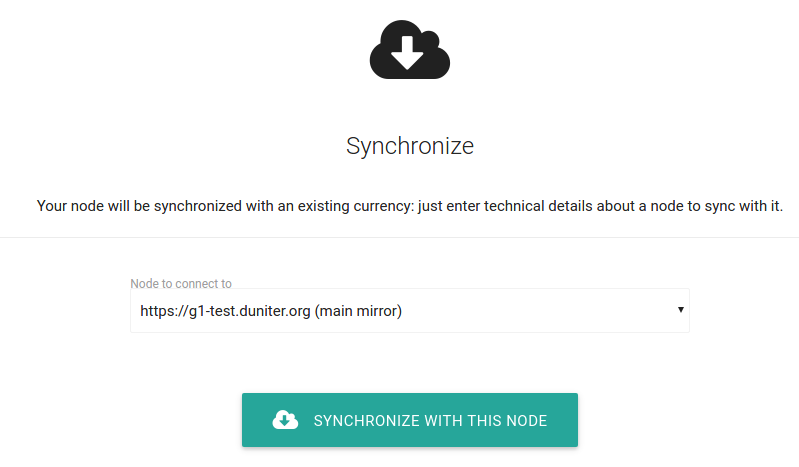 Synchronize
Your node will be synchronized with an existing currency: just enter technical details about a node to sync with it.
Node to connect to
https://g1-test.duniter.org (main mirror)
SYNCHRONIZE WITH THIS NODE